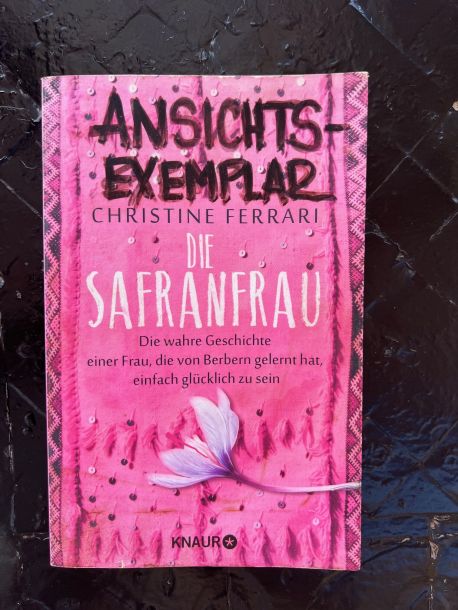 ANSICHTS-
EXEMPLAR
CHRISTINE FERRARI
DIE
SAFRANFRAU
Die wahre Geschichte
einer Frau, die von Berbern gelernt hat,
einfach glücklich zu sein
KNAUR